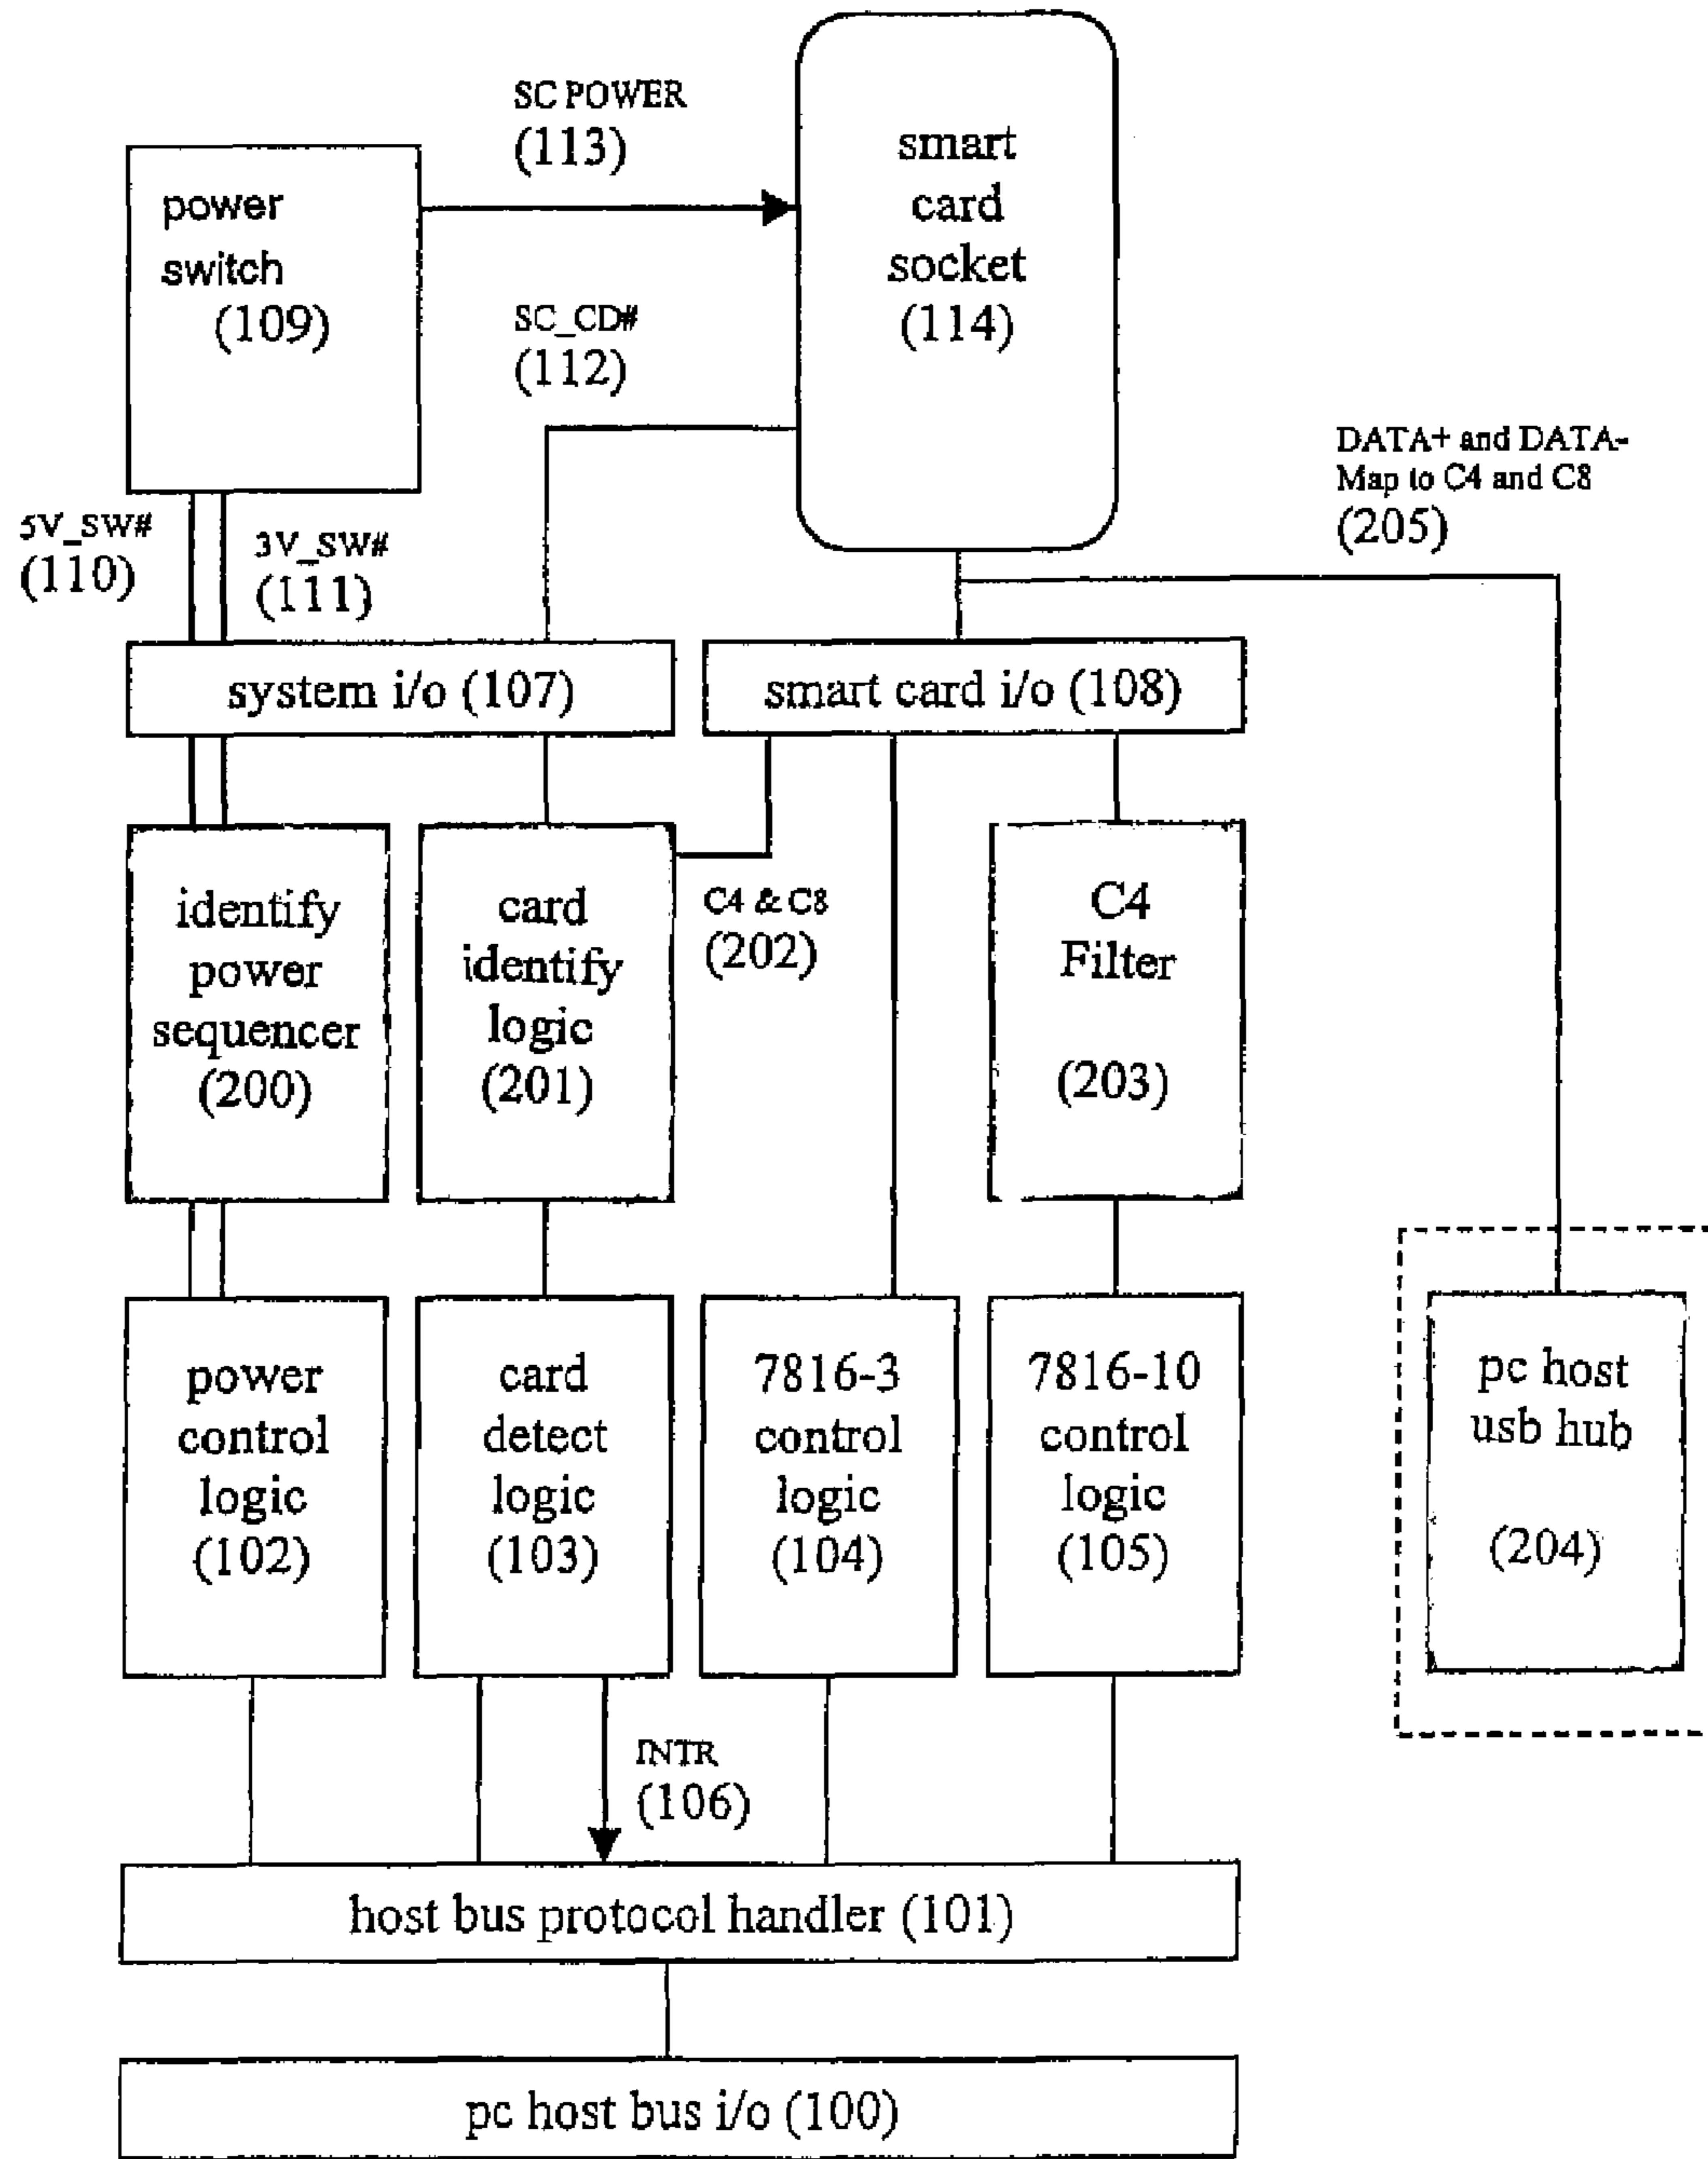 SC POWER
(113)
smart
card
socket
(114)
power
switch
(109)
SC_CD#
(112)
DATA+ and DATA-
Map to C4 and C8
(205)
5V_SW#
(110)
3V_SW#
(111)
system i/o (107)
smart card i/o (108)
identify
power
sequencer
(200)
card
identify
logic
(201)
C4 & C8
(202)
C4
Filter
(203)
power
control
logic
(102)
card
detect
logic
(103)
7816-3
control
logic
(104)
7816-10
control
logic
(105)
pc host
usb hub
(204)
INTR
(106)
host bus protocol handler (101)
pc host bus i/o (100)